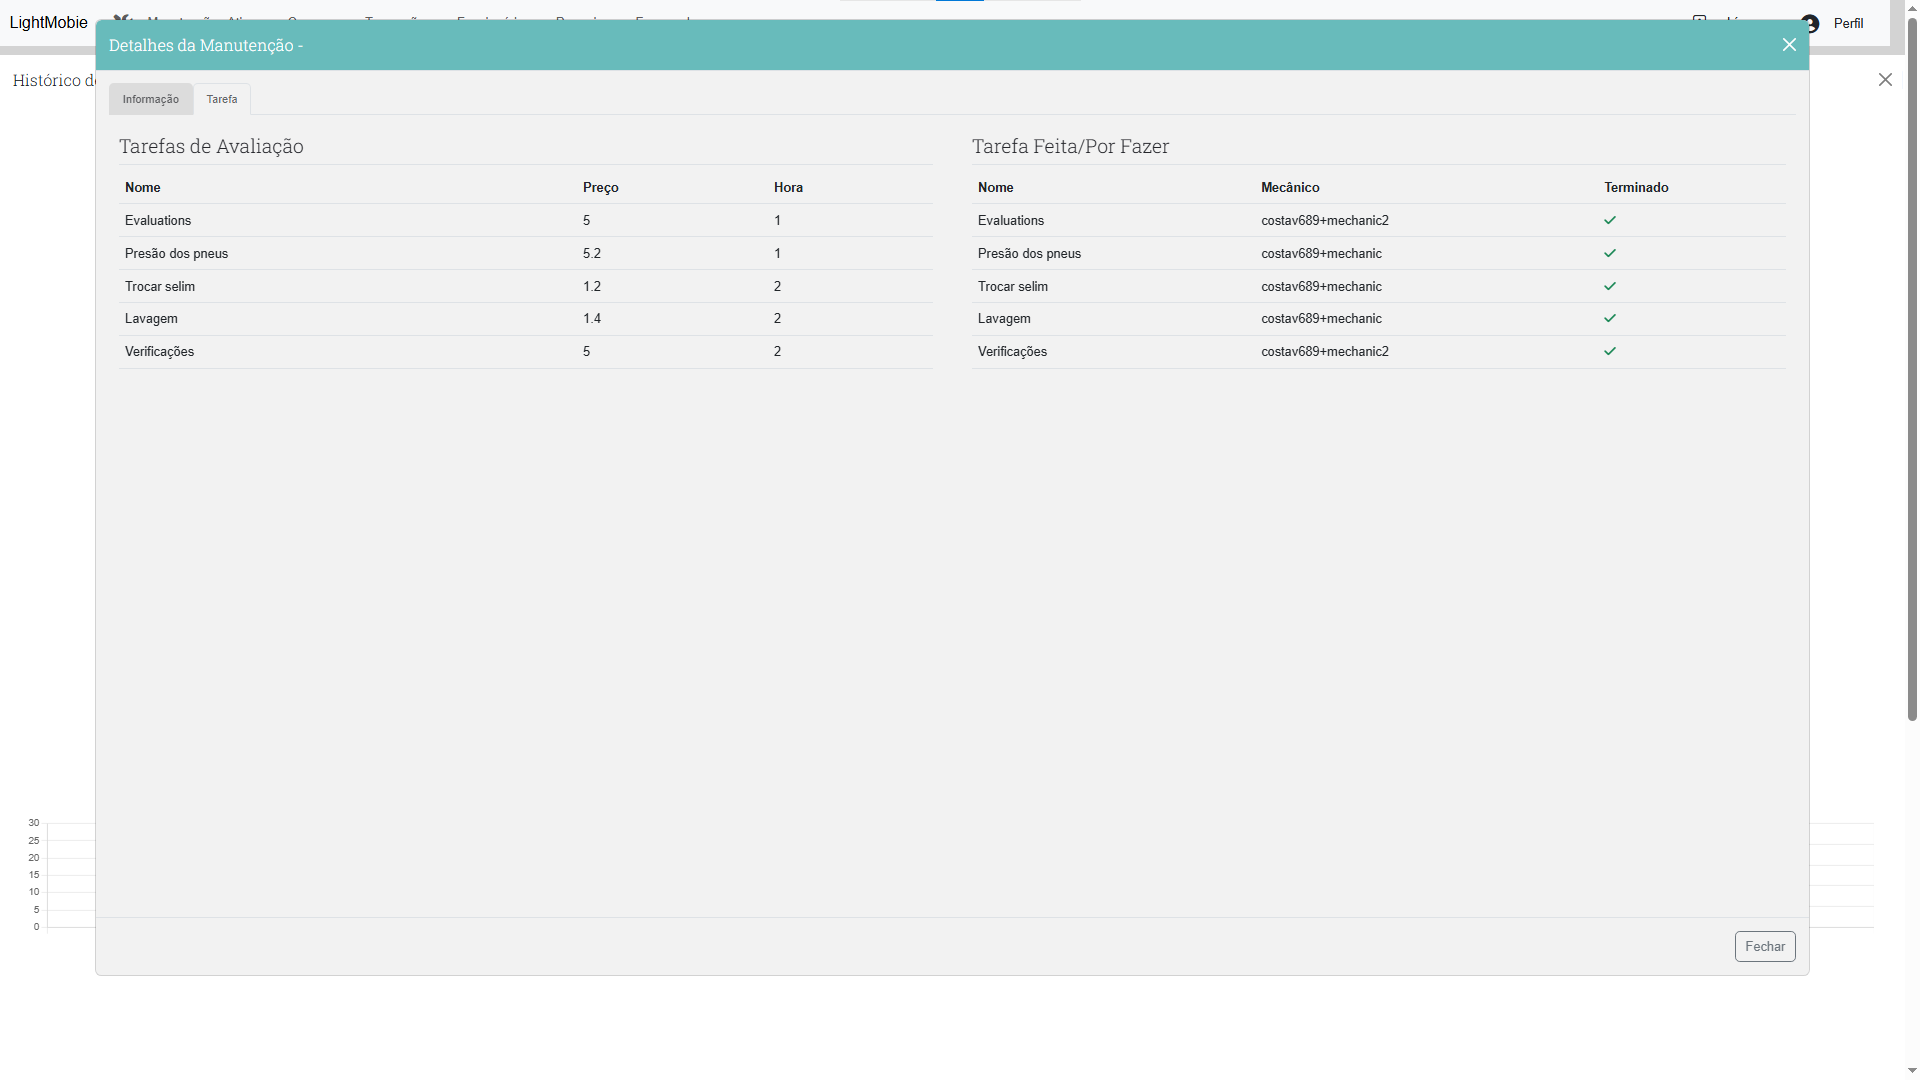 LightMobie
Perfil
Detalhes da Manutenção -
Histórico
Informação
Tarefa
Tarefas de Avaliação
Nome Preço Hora
Evaluations 5 1
Presão dos pneus 5.2 1
Trocar selim 1.2 2
Lavagem 1.4 2
Verificações 5 2
Tarefa Feita/Por Fazer
Nome Mecânico Terminado
Evaluations costav689+mechanic2
Presão dos pneus costav689+mechanic
Trocar selim costav689+mechanic
Lavagem costav689+mechanic
Verificações costav689+mechanic2
30
25
20
15
10
5
0
Fechar